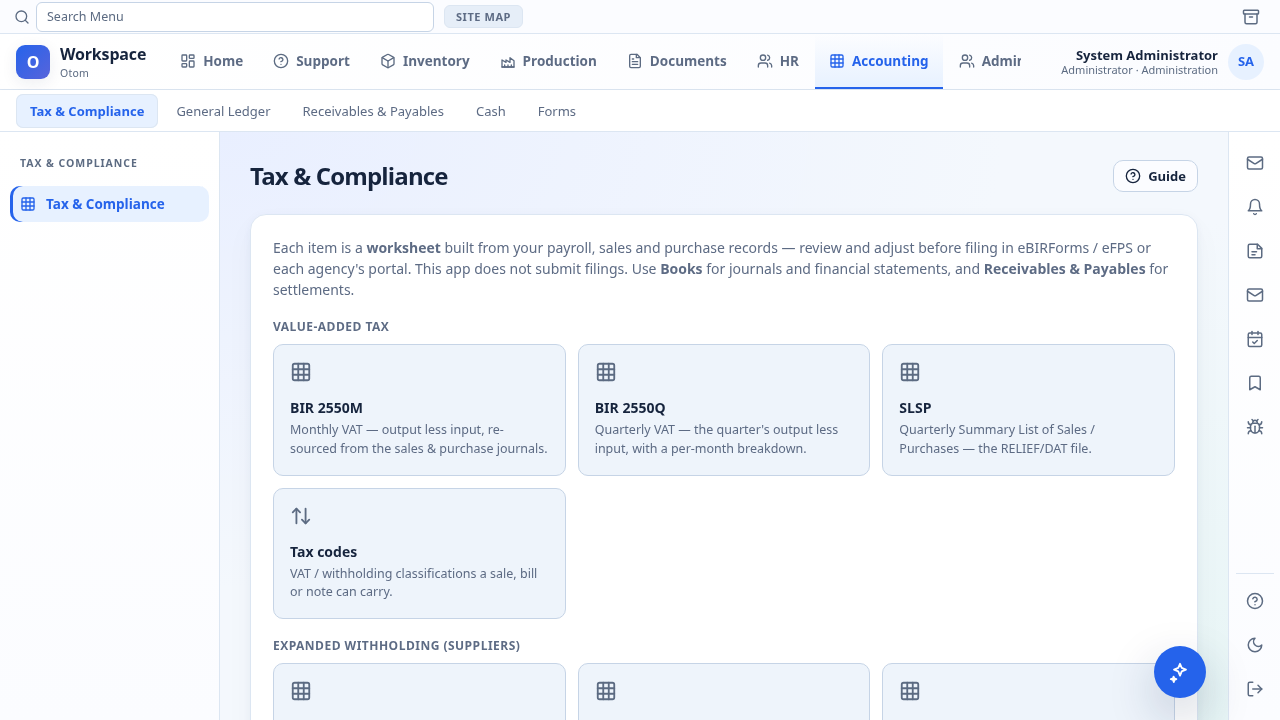 Search Menu
SITE MAP
O
Workspace
Otom
Home
Support
Inventory
Production
Documents
HR
Accounting
Admin
System Administrator
Administrator · Administration
SA
Tax & Compliance
General Ledger
Receivables & Payables
Cash
Forms
TAX & COMPLIANCE
Tax & Compliance
Tax & Compliance
Guide
Each item is a worksheet built from your payroll, sales and purchase records — review and adjust before filing in eBIRForms / eFPS or
each agency's portal. This app does not submit filings. Use Books for journals and financial statements, and Receivables & Payables for
settlements.
VALUE-ADDED TAX
BIR 2550M
Monthly VAT — output less input, re-
sourced from the sales & purchase journals.
BIR 2550Q
Quarterly VAT — the quarter's output less
input, with a per-month breakdown.
SLSP
Quarterly Summary List of Sales /
Purchases — the RELIEF/DAT file.
Tax codes
VAT / withholding classifications a sale, bill
or note can carry.
EXPANDED WITHHOLDING (SUPPLIERS)